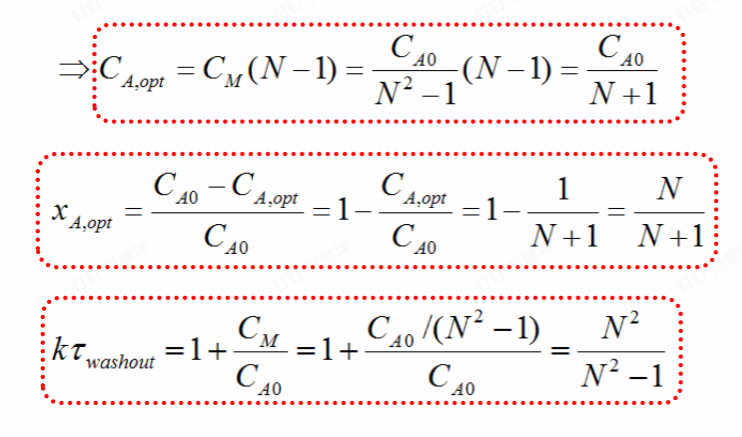 ⇒ C_{A,opt} = C_M(N−1) = \frac{C_{A0}}{N^2−1}(N−1) = \frac{C_{A0}}{N+1}
x_{A,opt} = \frac{C_{A0} − C_{A,opt}}{C_{A0}} = 1 − \frac{C_{A,opt}}{C_{A0}} = 1 − \frac{1}{N+1} = \frac{N}{N+1}
kτ_{washout} = 1 + \frac{C_M}{C_{A0}} = 1 + \frac{C_{A0}/(N^2−1)}{C_{A0}} = \frac{N^2}{N^2−1}